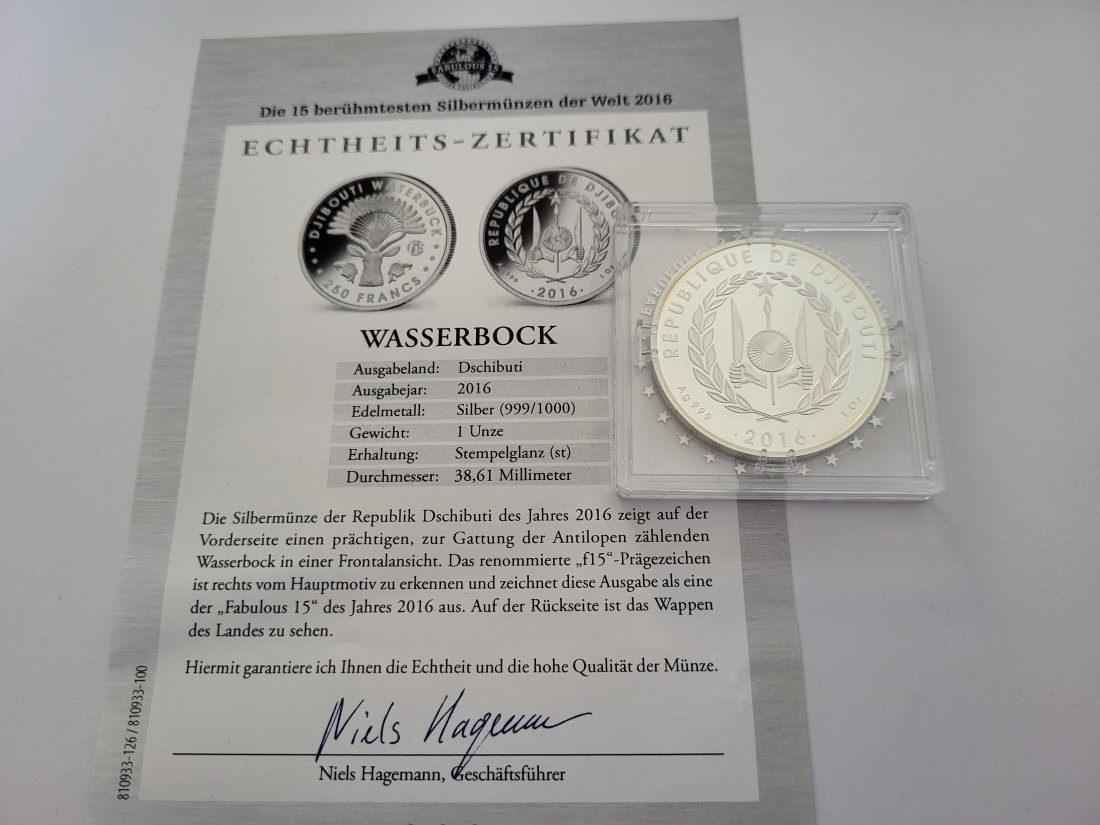 FABULOUS 15
Die 15 berühmtesten Silbermünzen der Welt 2016
ECHTHEITS-ZERTIFIKAT
DJIBOUTI WATERBUCK
f15
250 FRANCS
REPUBLIQUE DE DJIBO
Ag 999
1 oz
·2016·
WASSERBOCK
Ausgabeland: Dschibuti
Ausgabejar: 2016
Edelmetall: Silber (999/1000)
Gewicht: 1 Unze
Erhaltung: Stempelglanz (st)
Durchmesser: 38,61 Millimeter
REPUBLIQUE DE DJIBOUTI
Ag 999
1 oz
·2016·
Die Silbermünze der Republik Dschibuti des Jahres 2016 zeigt auf der
Vorderseite einen prächtigen, zur Gattung der Antilopen zählenden
Wasserbock in einer Frontalansicht. Das renommierte „f15“-Prägezeichen
ist rechts vom Hauptmotiv zu erkennen und zeichnet diese Ausgabe als eine
der „Fabulous 15“ des Jahres 2016 aus. Auf der Rückseite ist das Wappen
des Landes zu sehen.
Hiermit garantiere ich Ihnen die Echtheit und die hohe Qualität der Münze.
Niels Hagemann
Niels Hagemann, Geschäftsführer
810933-126 / 810933-100